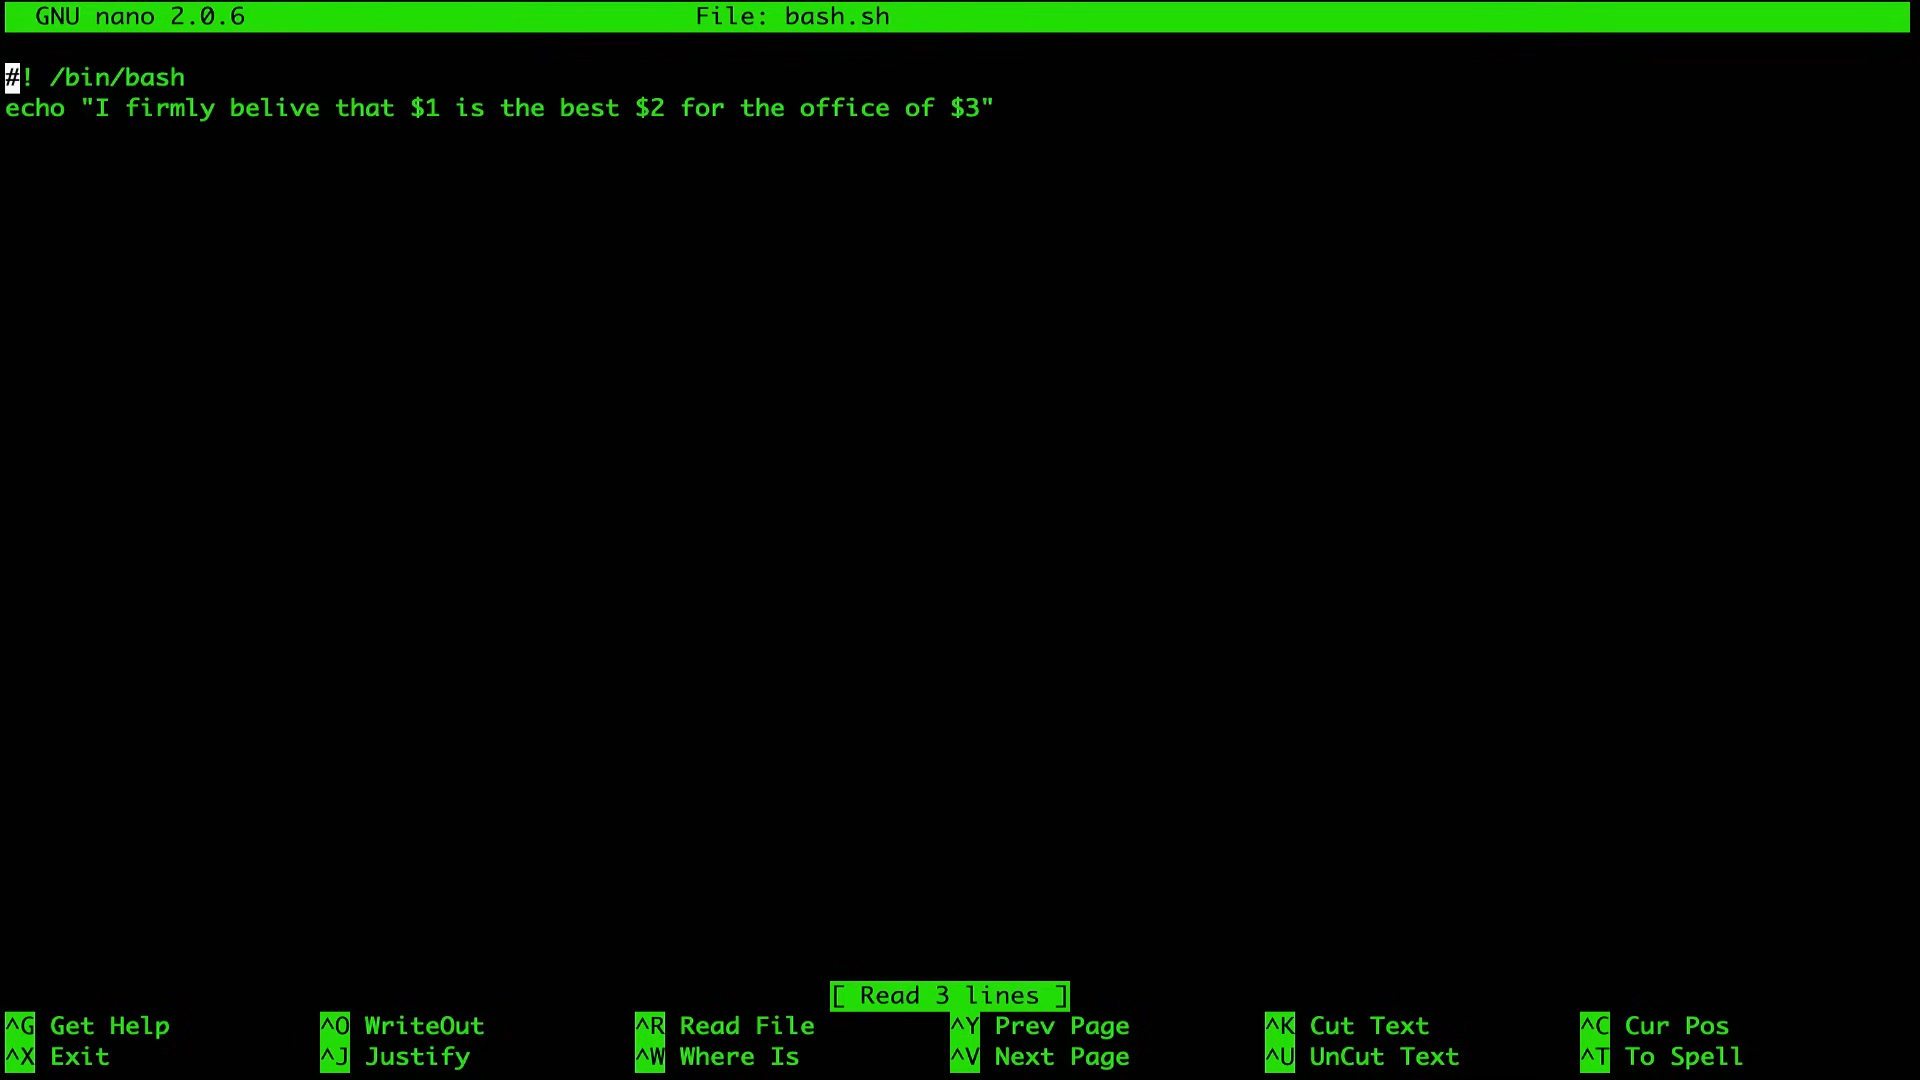 GNU nano 2.0.6 File: bash.sh
#! /bin/bash
echo "I firmly belive that $1 is the best $2 for the office of $3"
[ Read 3 lines ]
^G Get Help ^O WriteOut ^R Read File ^Y Prev Page ^K Cut Text ^C Cur Pos
^X Exit ^J Justify ^W Where Is ^V Next Page ^U UnCut Text ^T To Spell